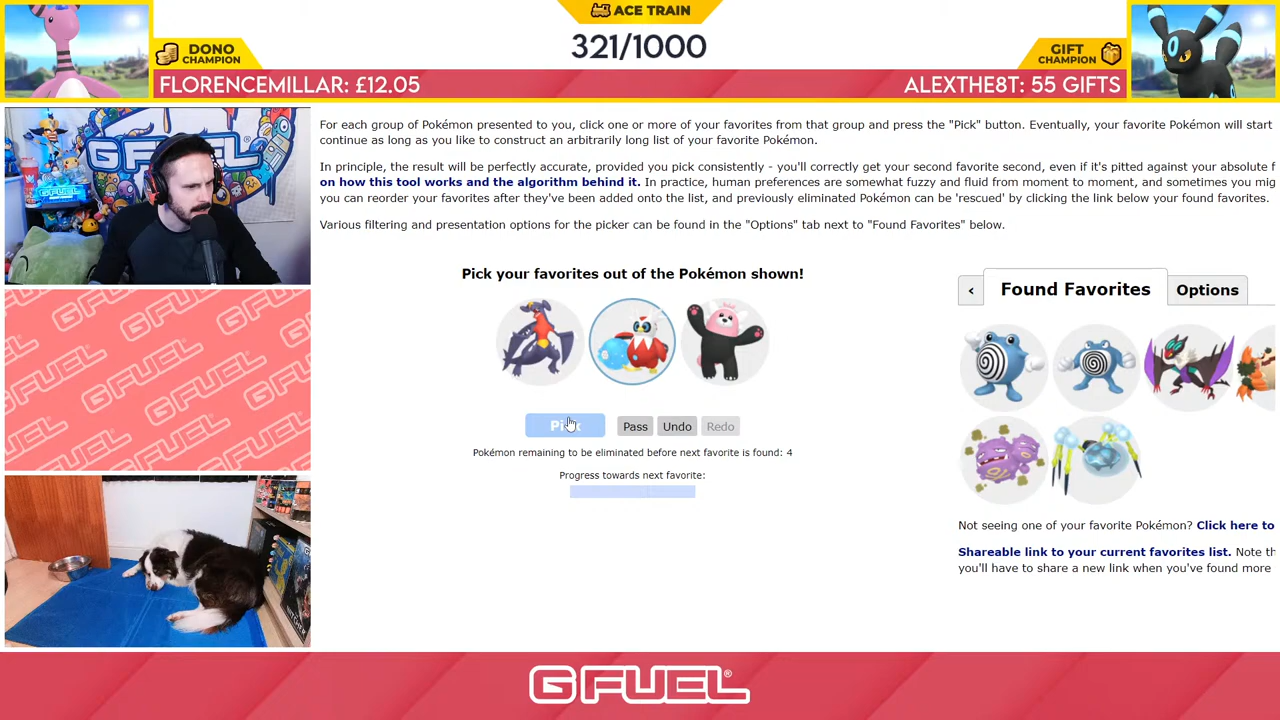 ACE TRAIN
321/1000
DONO
CHAMPION
GIFT
CHAMPION
FLORENCEMILLAR: £12.05
ALEXTHE8T: 55 GIFTS
For each group of Pokémon presented to you, click one or more of your favorites from that group and press the "Pick" button. Eventually, your favorite Pokémon will start
continue as long as you like to construct an arbitrarily long list of your favorite Pokémon.
In principle, the result will be perfectly accurate, provided you pick consistently - you'll correctly get your second favorite second, even if it's pitted against your absolute f
on how this tool works and the algorithm behind it. In practice, human preferences are somewhat fuzzy and fluid from moment to moment, and sometimes you mig
you can reorder your favorites after they've been added onto the list, and previously eliminated Pokémon can be 'rescued' by clicking the link below your found favorites.
Various filtering and presentation options for the picker can be found in the "Options" tab next to "Found Favorites" below.
Pick your favorites out of the Pokémon shown!
Pick Pass Undo Redo
Pokémon remaining to be eliminated before next favorite is found: 4
Progress towards next favorite:
‹ Found Favorites Options
Not seeing one of your favorite Pokémon? Click here to
Shareable link to your current favorites list. Note th
you'll have to share a new link when you've found more
G FUEL
G FUEL
G FUEL®